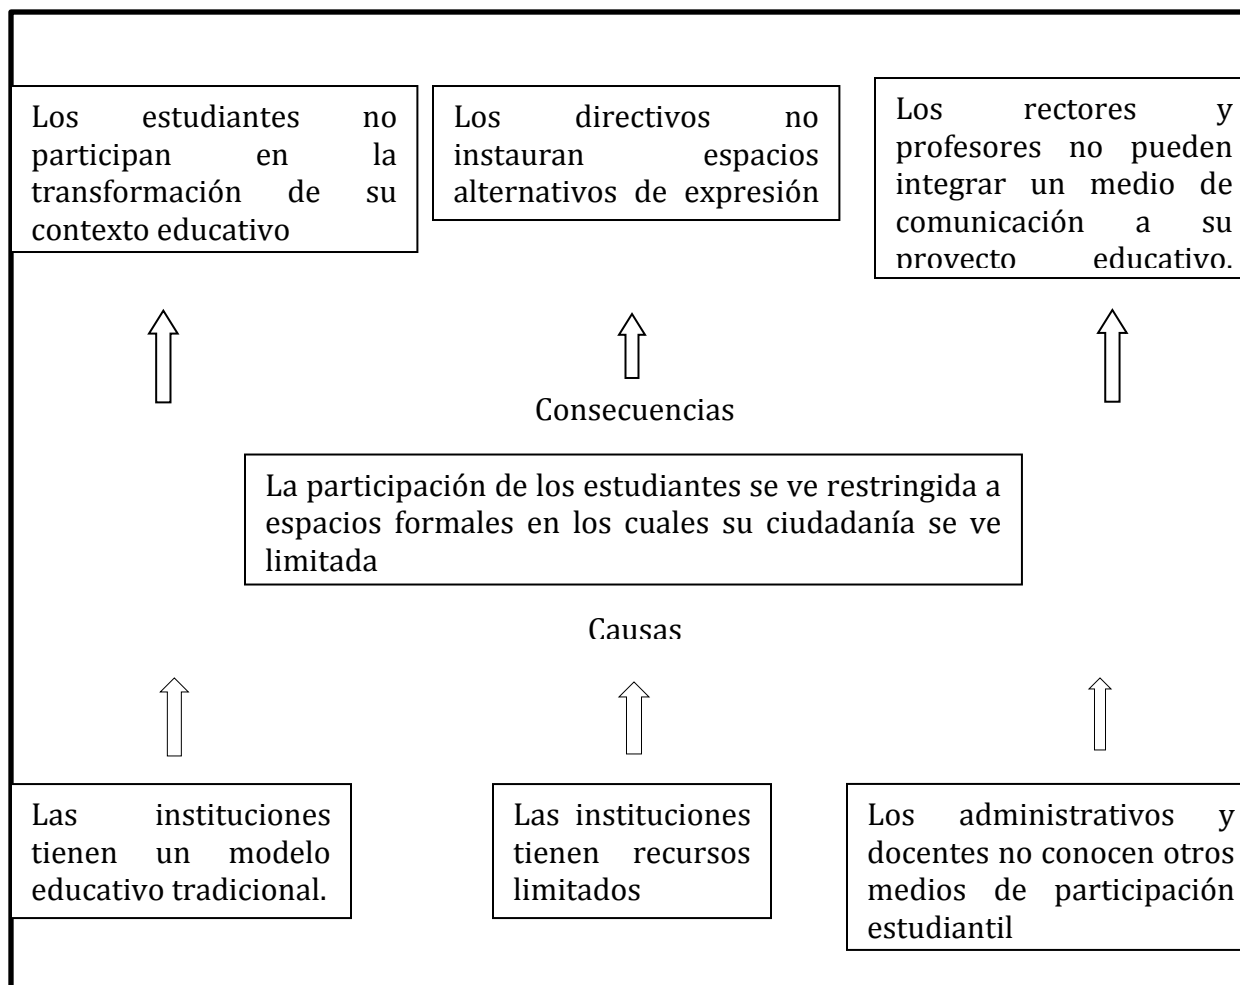 Los estudiantes no
participan en la
transformación de su
contexto educativo
Los directivos no
instauran espacios
alternativos de expresión
Los rectores y
profesores no pueden
integrar un medio de
comunicación a su
proyecto educativo.
Consecuencias
La participación de los estudiantes se ve restringida a
espacios formales en los cuales su ciudadanía se ve
limitada
Causas
Las instituciones
tienen un modelo
educativo tradicional.
Las instituciones
tienen recursos
limitados
Los administrativos y
docentes no conocen otros
medios de participación
estudiantil